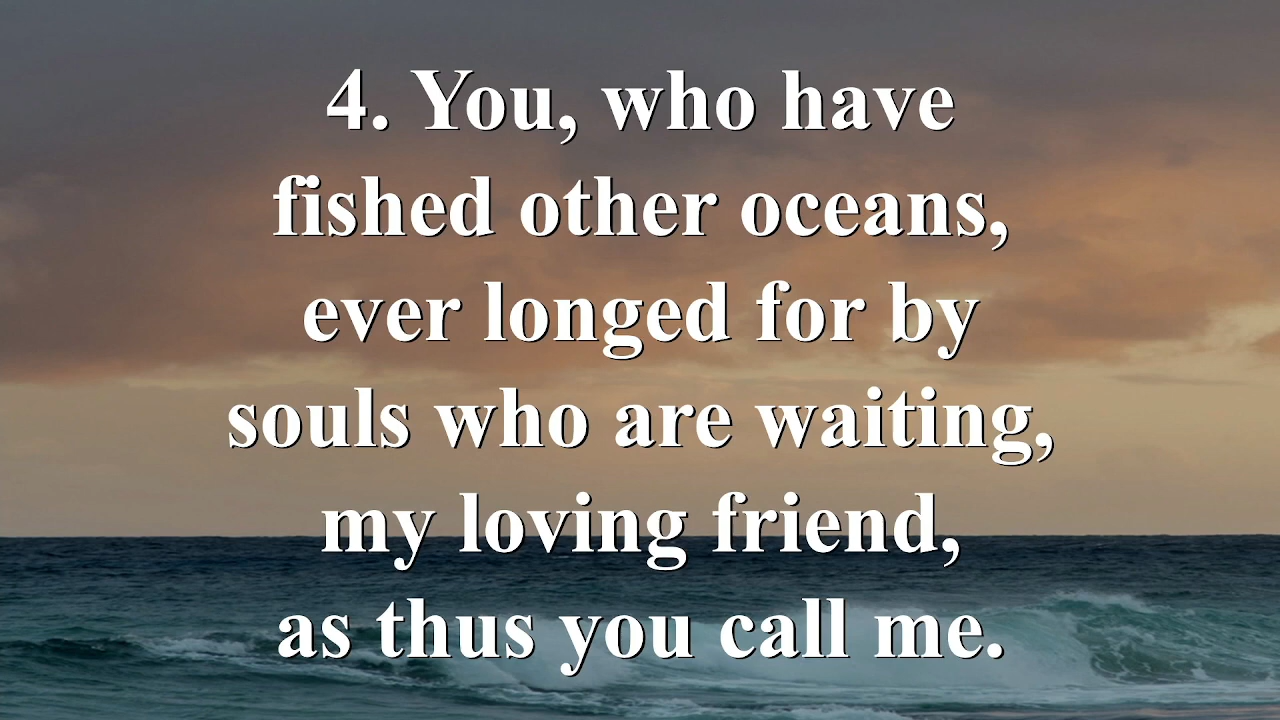 4. You, who have
fished other oceans,
ever longed for by
souls who are waiting,
my loving friend,
as thus you call me.